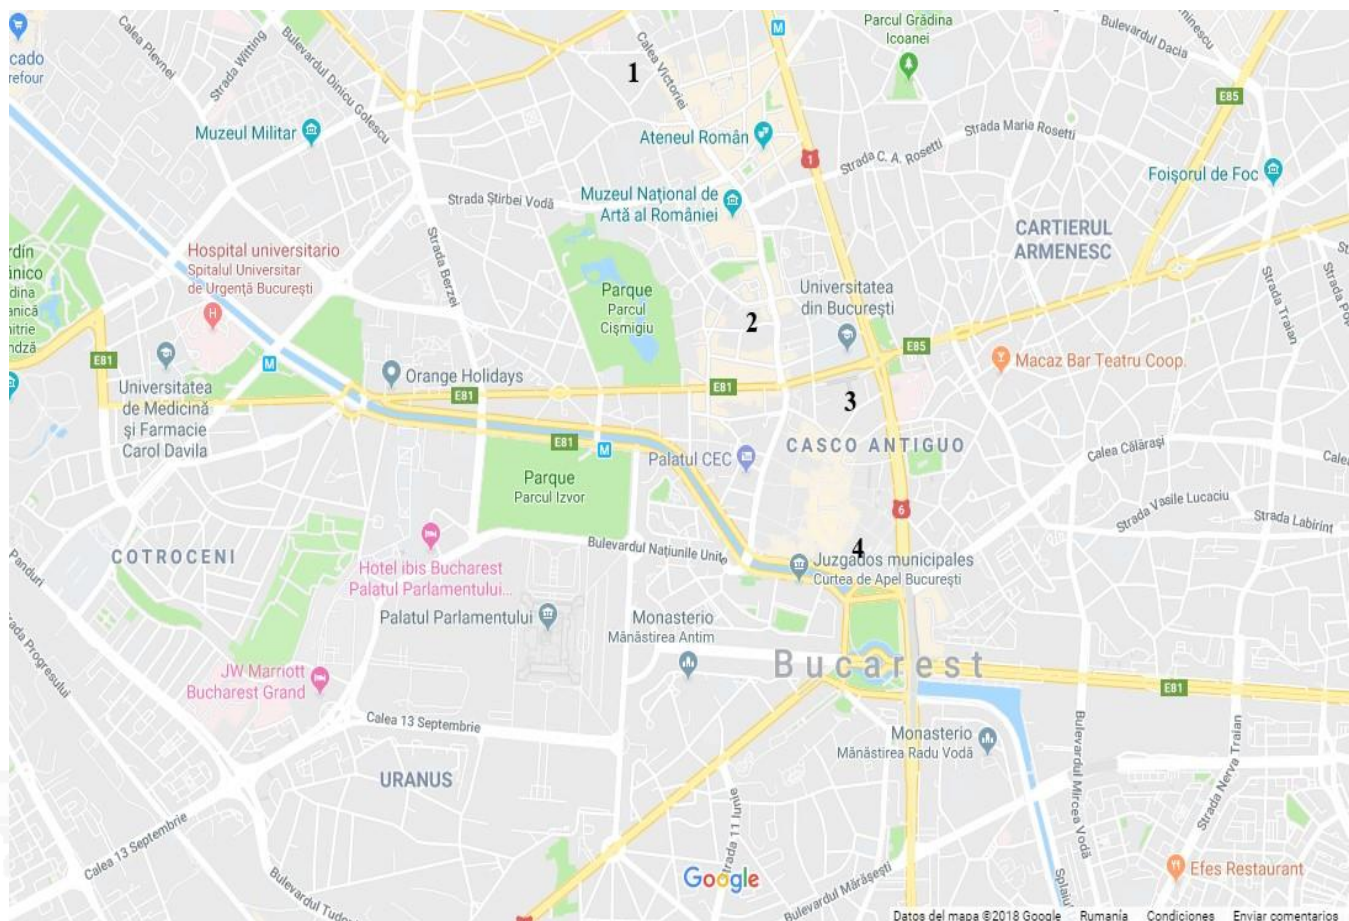 Parcul Grădina
Icoanei
Bulevardul Dacia
Calea Plevnei
Strada Witting
Bulevardul Dinicu Golescu
Calea Victoriei
M
1
cado
refour
E85
Muzeul Militar
Ateneul Român
Strada Maria Rosetti
1
Strada C. A. Rosetti
Foișorul de Foc
Muzeul Național de
Artă al României
Strada Știrbei Vodă
CARTIERUL
ARMENESC
Strada Berzei
Hospital universitario
Spitalul Universitar
de Urgență București
H
Parque
Parcul
Cișmigiu
Universitatea
din București
Strada Traian
2
E81
M
E85
Macaz Bar Teatru Coop.
Orange Holidays
Universitatea
de Medicină
și Farmacie
Carol Davila
E81
E81
3
E81
M
CASCO ANTIGUO
Palatul CEC
Calea Călărași
Parque
Parcul Izvor
6
Strada Vasile Lucaciu
Strada Labirint
COTROCENI
Panduri
Bulevardul Națiunile Unite
4
Juzgados municipales
Curtea de Apel București
Hotel ibis Bucharest
Palatul Parlamentului...
Palatul Parlamentului
Monasterio
Mănăstirea Antim
Bucarest
JW Marriott
Bucharest Grand
E81
Calea 13 Septembrie
Monasterio
Mănăstirea Radu Vodă
URANUS
Strada Nerva Traian
Bulevardul Mircea Vodă
Calea 13 Septembrie
trada 11 Iunie
Google
Bulevardul Mărășești
Efes Restaurant
Bulevardul Tudo
Splaiu
Datos del mapa ©2018 Google Rumanía Condiciones Enviar comentarios